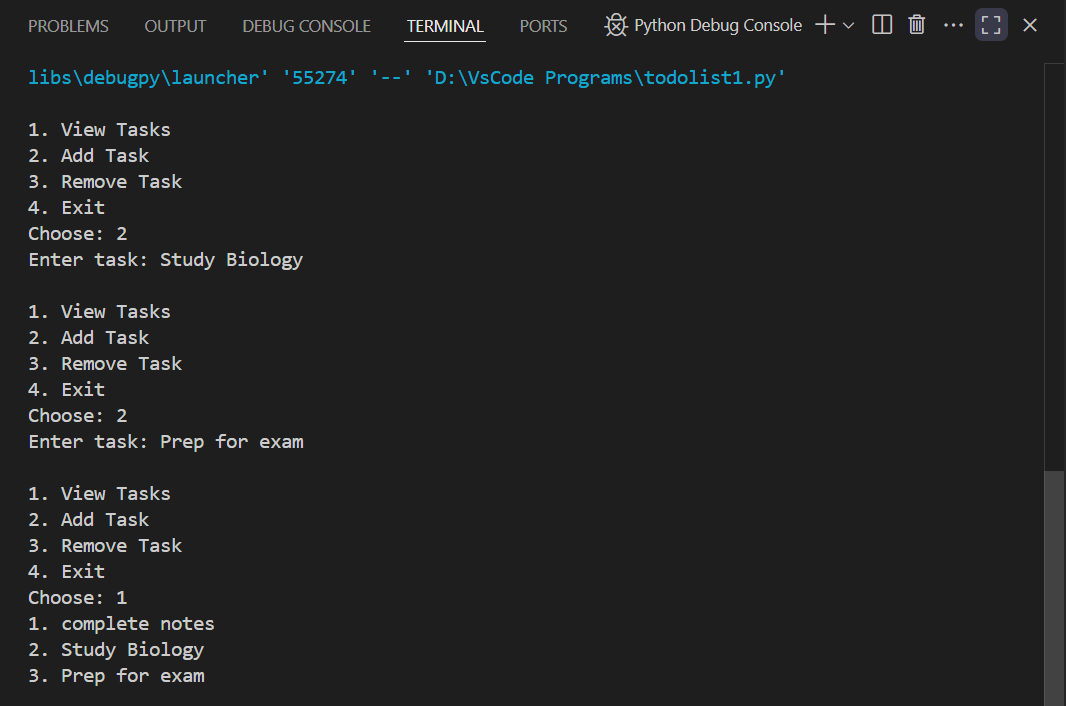 PROBLEMS OUTPUT DEBUG CONSOLE TERMINAL PORTS Python Debug Console
libs\debugpy\launcher' '55274' '--' 'D:\VsCode Programs\todolist1.py'
1. View Tasks
2. Add Task
3. Remove Task
4. Exit
Choose: 2
Enter task: Study Biology
1. View Tasks
2. Add Task
3. Remove Task
4. Exit
Choose: 2
Enter task: Prep for exam
1. View Tasks
2. Add Task
3. Remove Task
4. Exit
Choose: 1
1. complete notes
2. Study Biology
3. Prep for exam